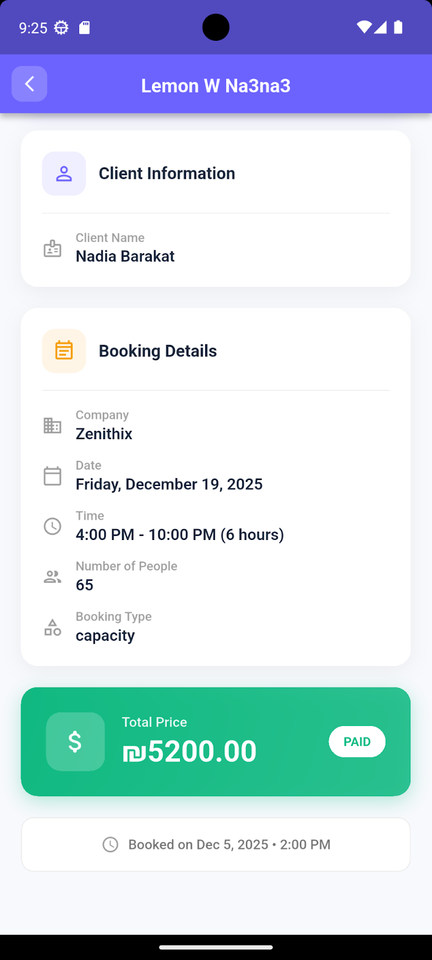 9:25
Lemon W Na3na3
Client Information
Client Name
Nadia Barakat
Booking Details
Company
Zenithix
Date
Friday, December 19, 2025
Time
4:00 PM - 10:00 PM (6 hours)
Number of People
65
Booking Type
capacity
Total Price
₪5200.00
PAID
Booked on Dec 5, 2025 • 2:00 PM